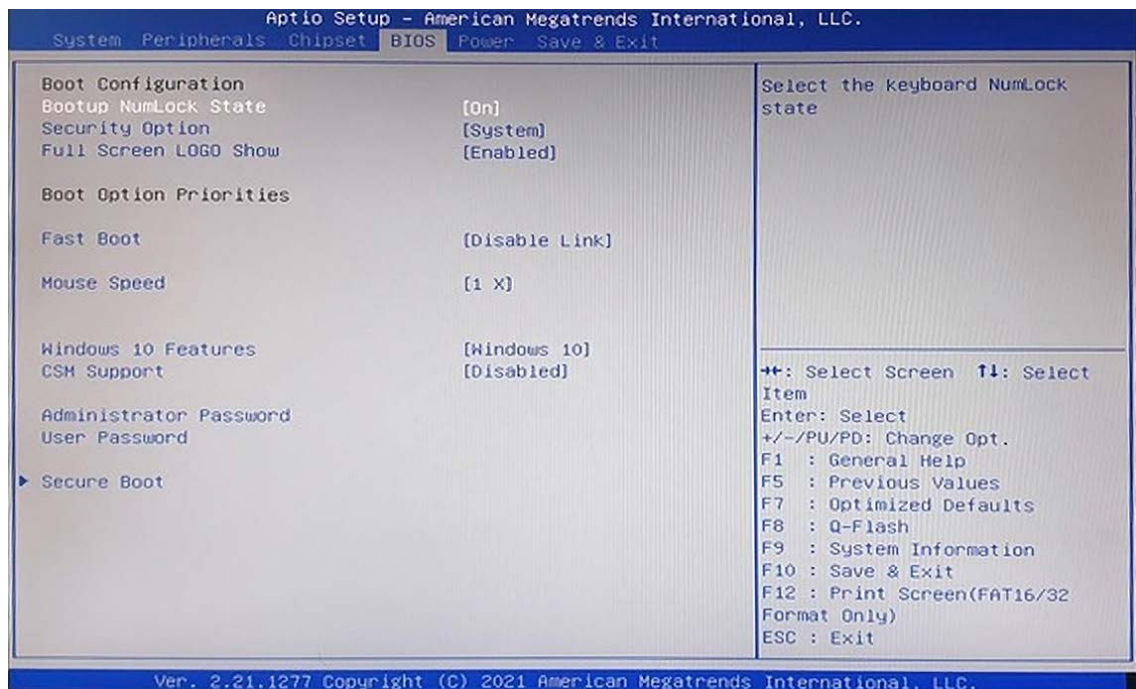 Aptio Setup – American Megatrends International, LLC.
System Peripherals Chipset BIOS Power Save & Exit
Boot Configuration
Bootup NumLock State [On]
Security Option [System]
Full Screen LOGO Show [Enabled]
Boot Option Priorities
Fast Boot [Disable Link]
Mouse Speed [1 X]
Windows 10 Features [Windows 10]
CSM Support [Disabled]
Administrator Password
User Password
Secure Boot
Select the keyboard NumLock
state
→←: Select Screen ↑↓: Select
Item
Enter: Select
+/-/PU/PD: Change Opt.
F1 : General Help
F5 : Previous Values
F7 : Optimized Defaults
F8 : Q-Flash
F9 : System Information
F10 : Save & Exit
F12 : Print Screen(FAT16/32
Format Only)
ESC : Exit
Ver. 2.21.1277 Copyright (C) 2021 American Megatrends International, LLC.